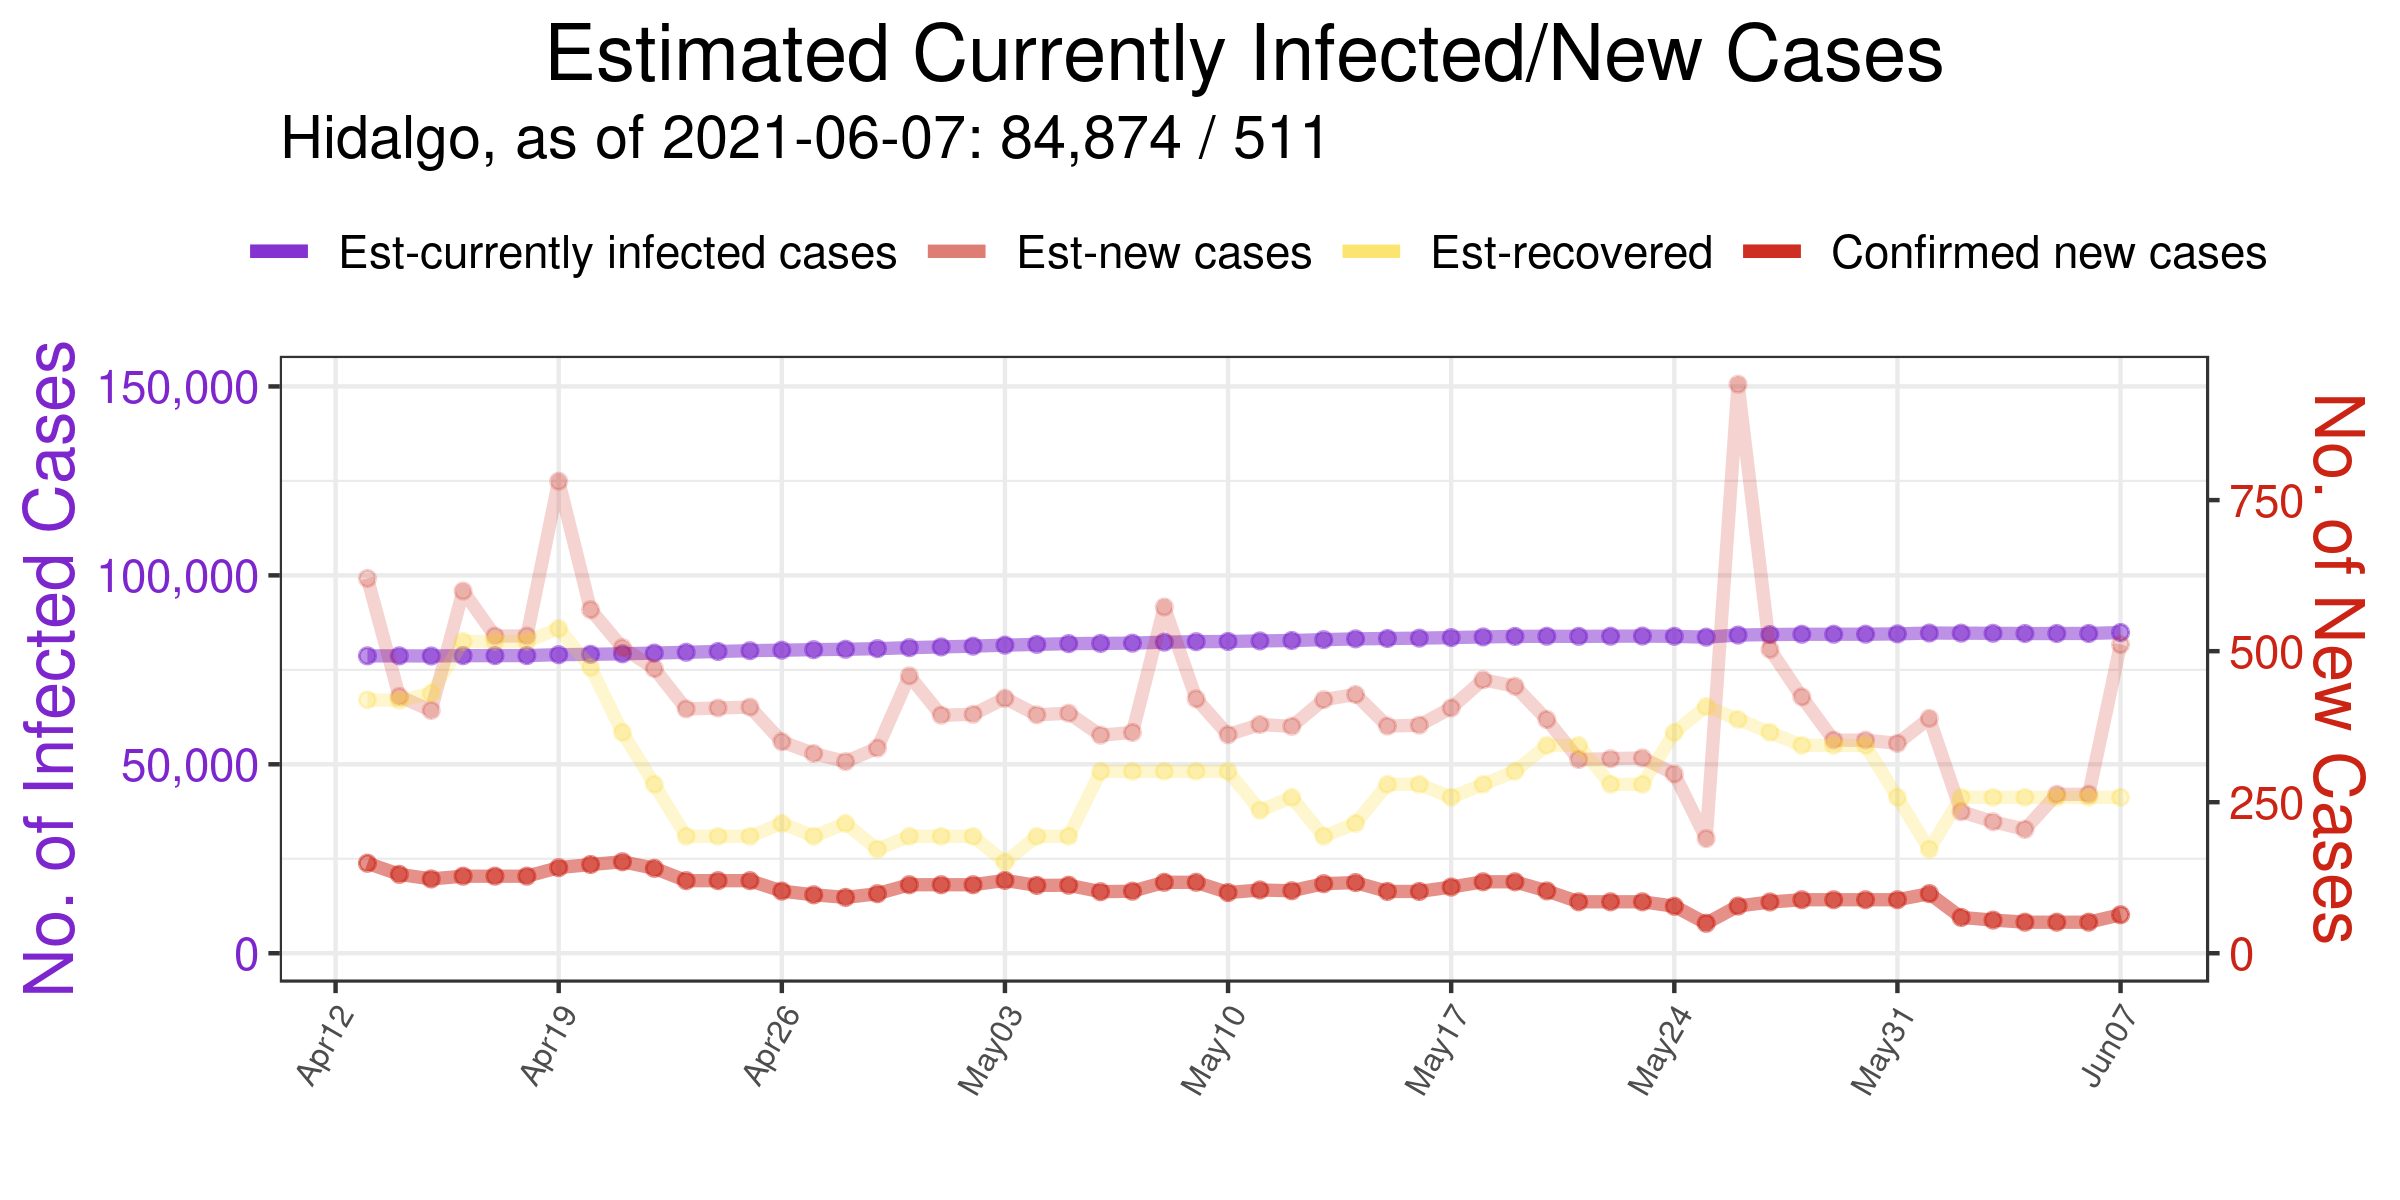 Estimated Currently Infected/New Cases
Hidalgo, as of 2021-06-07: 84,874 / 511
Est-currently infected cases Est-new cases Est-recovered Confirmed new cases
No. of Infected Cases
150,000
100,000
50,000
0
No. of New Cases
750
500
250
0
Apr12 Apr19 Apr26 May03 May10 May17 May24 May31 Jun07